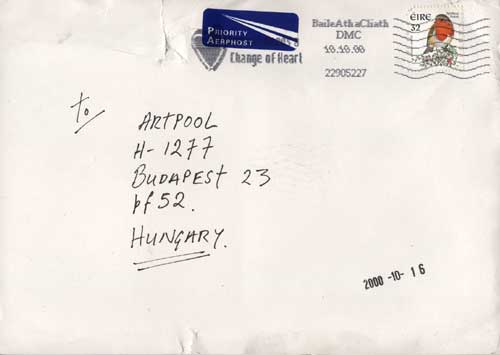 PRIORITY
AERPHOST
Change of Heart
BaileAthaCliath
DMC
10.10.00
22905227
ÉIRE
32
To
ARTPOOL
H-1277
BUDAPEST 23
pf 52.
HUNGARY.
2000-10-16